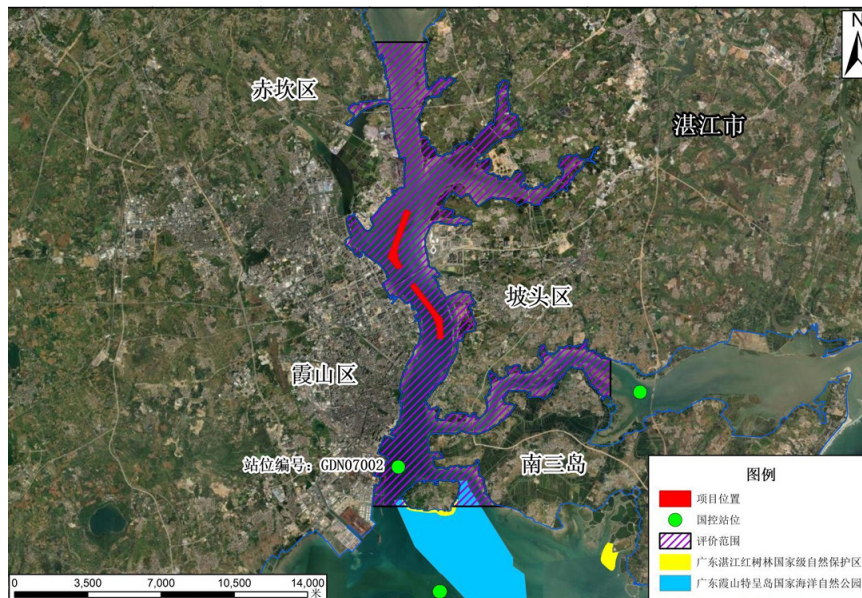 N
赤坎区
湛江市
坡头区
霞山区
站位编号：GDN07002
南三岛
图例
项目位置
国控站位
评价范围
广东湛江红树林国家级自然保护区
广东霞山特呈岛国家海洋自然公园
0 3,500 7,000 10,500 14,000
米